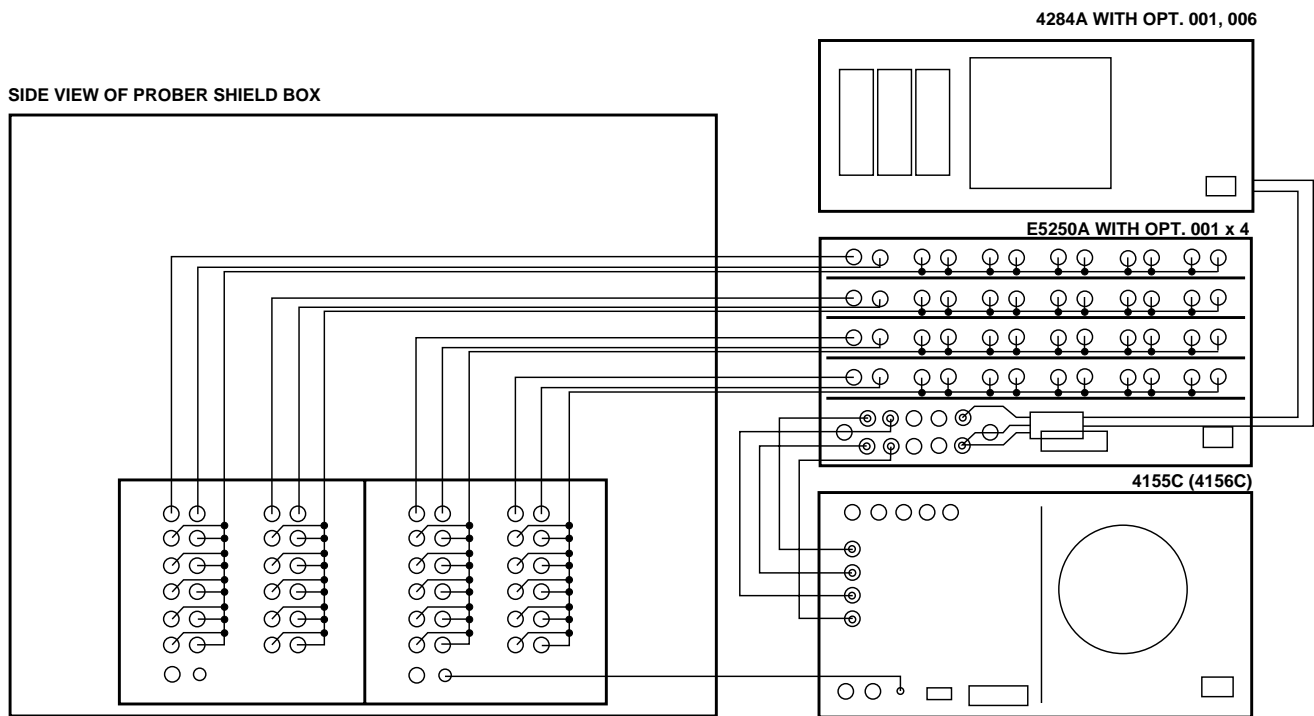 4284A WITH OPT. 001, 006
SIDE VIEW OF PROBER SHIELD BOX
E5250A WITH OPT. 001 x 4
4155C (4156C)